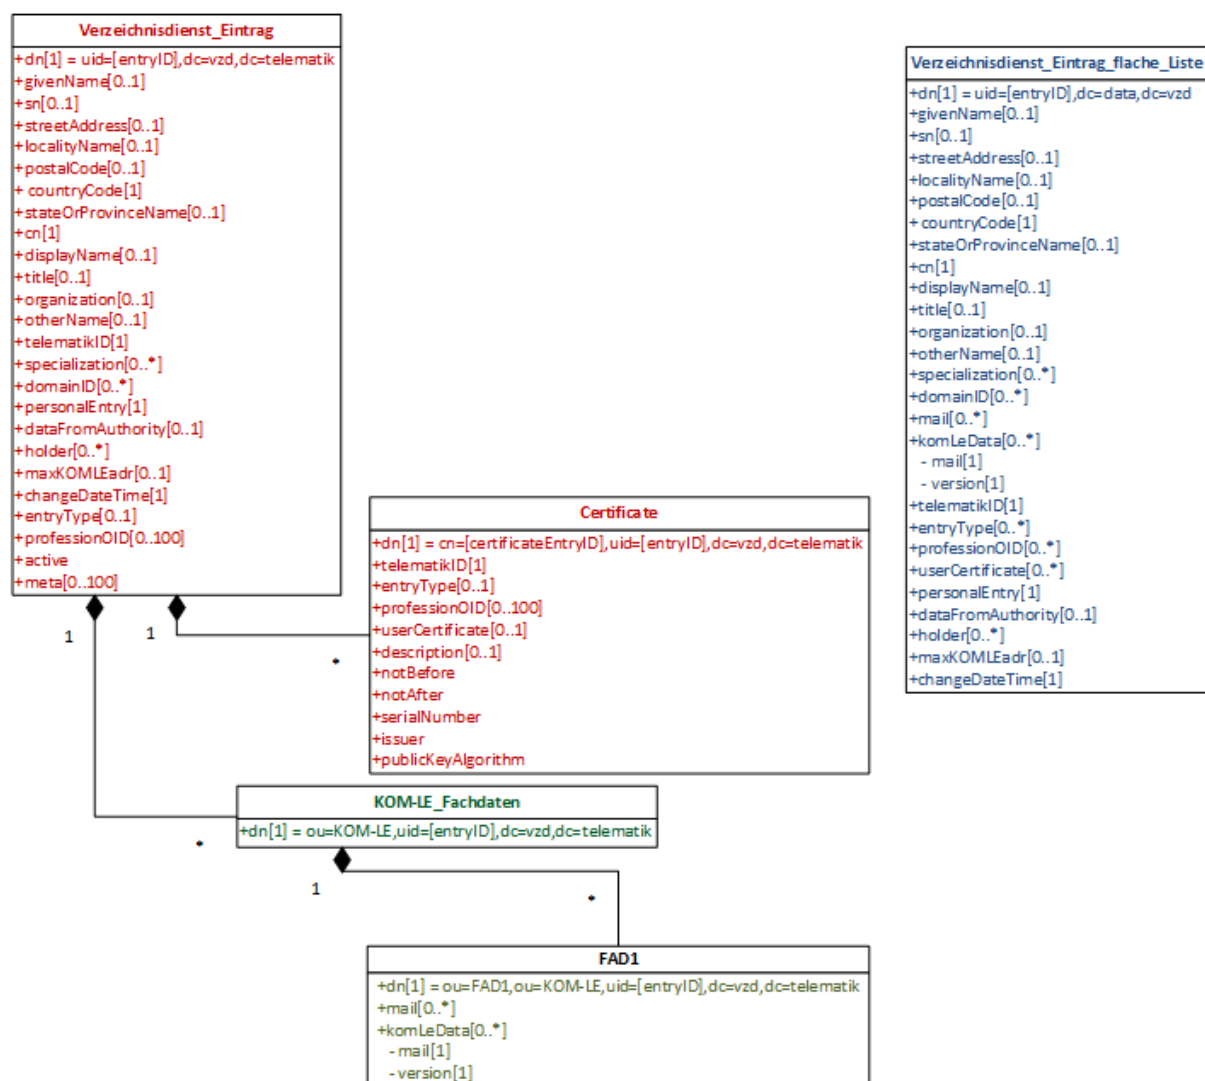 Verzeichnisdienst_Eintrag
+dn[1] = uid=[entryID],dc=vzd,dc=telematik
+givenName[0..1]
+sn[0..1]
+streetAddress[0..1]
+localityName[0..1]
+postalCode[0..1]
+ countryCode[1]
+stateOrProvinceName[0..1]
+cn[1]
+displayName[0..1]
+title[0..1]
+organization[0..1]
+otherName[0..1]
+telematikID[1]
+specialization[0..*]
+domainID[0..*]
+personalEntry[1]
+dataFromAuthority[0..1]
+holder[0..*]
+maxKOMLEadr[0..1]
+changeDateTime[1]
+entryType[0..1]
+professionOID[0..100]
+active
+meta[0..100]
1
1
*
*
Verzeichnisdienst_Eintrag_flache_Liste
+dn[1] = uid=[entryID],dc=data,dc=vzd
+givenName[0..1]
+sn[0..1]
+streetAddress[0..1]
+localityName[0..1]
+postalCode[0..1]
+ countryCode[1]
+stateOrProvinceName[0..1]
+cn[1]
+displayName[0..1]
+title[0..1]
+organization[0..1]
+otherName[0..1]
+specialization[0..*]
+domainID[0..*]
+mail[0..*]
+komLeData[0..*]
- mail[1]
- version[1]
+telematikID[1]
+entryType[0..*]
+professionOID[0..*]
+userCertificate[0..*]
+personalEntry[1]
+dataFromAuthority[0..1]
+holder[0..*]
+maxKOMLEadr[0..1]
+changeDateTime[1]
Certificate
+dn[1] = cn=[certificateEntryID],uid=[entryID],dc=vzd,dc=telematik
+telematikID[1]
+entryType[0..1]
+professionOID[0..100]
+userCertificate[0..1]
+description[0..1]
+notBefore
+notAfter
+serialNumber
+issuer
+publicKeyAlgorithm
KOM-LE_Fachdaten
+dn[1] = ou=KOM-LE,uid=[entryID],dc=vzd,dc=telematik
1
*
FAD1
+dn[1] = ou=FAD1,ou=KOM-LE,uid=[entryID],dc=vzd,dc=telematik
+mail[0..*]
+komLeData[0..*]
- mail[1]
- version[1]